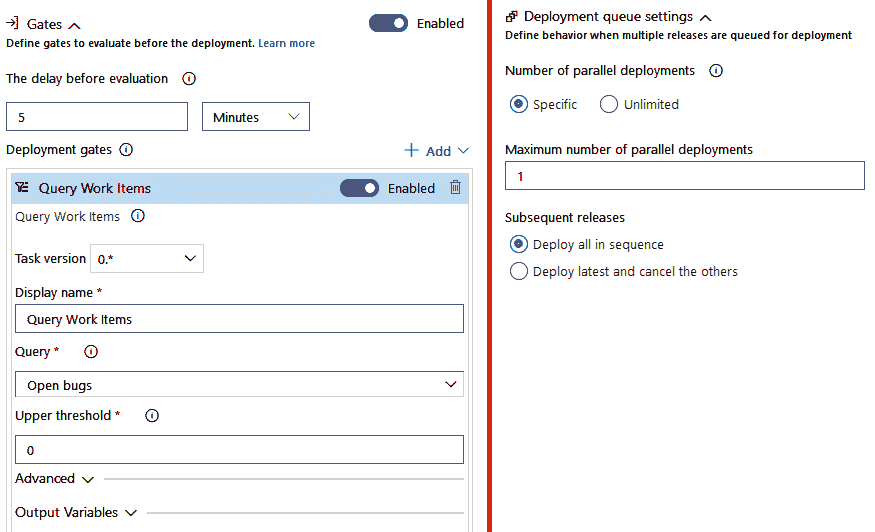 Gates
Enabled
Define gates to evaluate before the deployment. Learn more
The delay before evaluation
5
Minutes
Deployment gates
Add
Query Work Items
Enabled
Query Work Items
Task version 0.*
Display name *
Query Work Items
Query *
Open bugs
Upper threshold *
0
Advanced
Output Variables
Deployment queue settings
Define behavior when multiple releases are queued for deployment
Number of parallel deployments
Specific
Unlimited
Maximum number of parallel deployments
1
Subsequent releases
Deploy all in sequence
Deploy latest and cancel the others